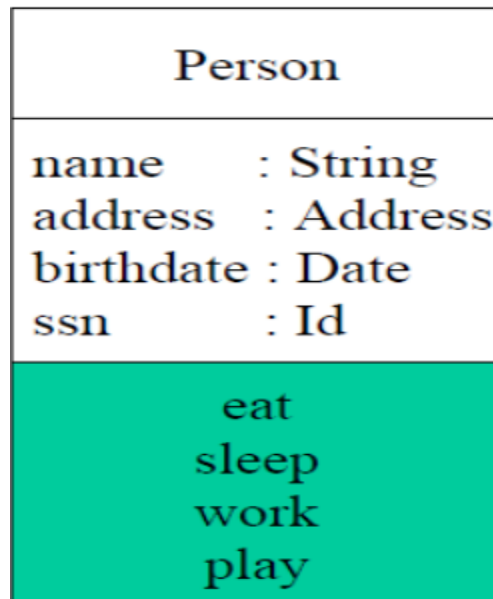 Person
name : String
address : Address
birthdate : Date
ssn : Id
eat
sleep
work
play